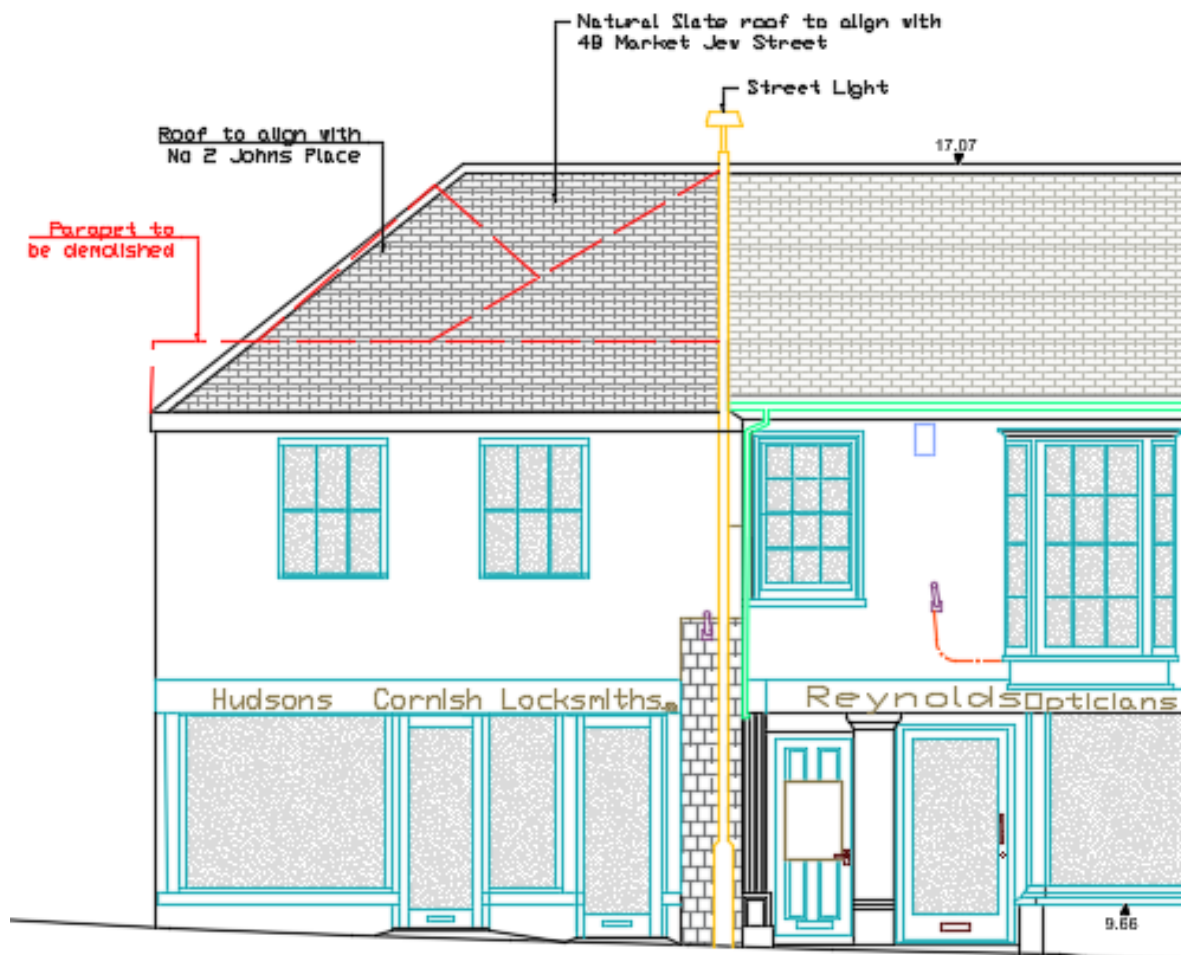 Natural Slate roof to align with
48 Market Jew Street
Street Light
Roof to align with
No 2 Johns Place
17.07
Parapet to
be demolished
Hudsons Cornish Locksmiths
Reynolds Opticians
9.66